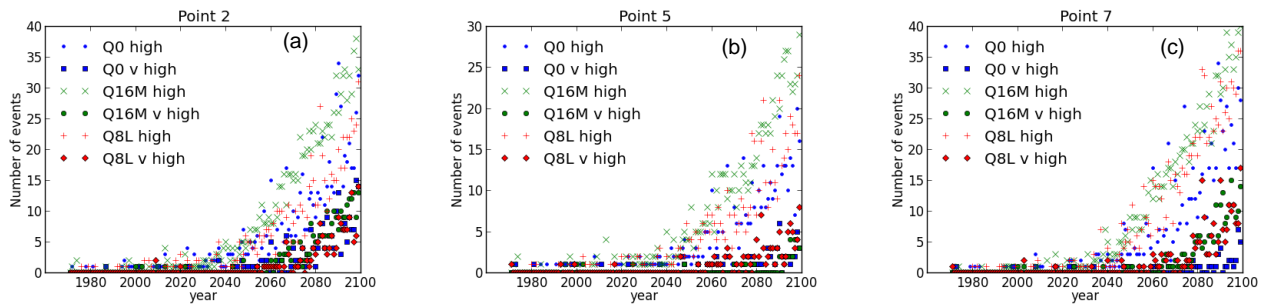 Point 2
(a)
Number of events
40
35
30
25
20
15
10
5
0
Q0 high
Q0 v high
Q16M high
Q16M v high
Q8L high
Q8L v high
1980 2000 2020 2040 2060 2080 2100
year
Point 5
(b)
Number of events
30
25
20
15
10
5
0
Q0 high
Q0 v high
Q16M high
Q16M v high
Q8L high
Q8L v high
1980 2000 2020 2040 2060 2080 2100
year
Point 7
(c)
Number of events
40
35
30
25
20
15
10
5
0
Q0 high
Q0 v high
Q16M high
Q16M v high
Q8L high
Q8L v high
1980 2000 2020 2040 2060 2080 2100
year